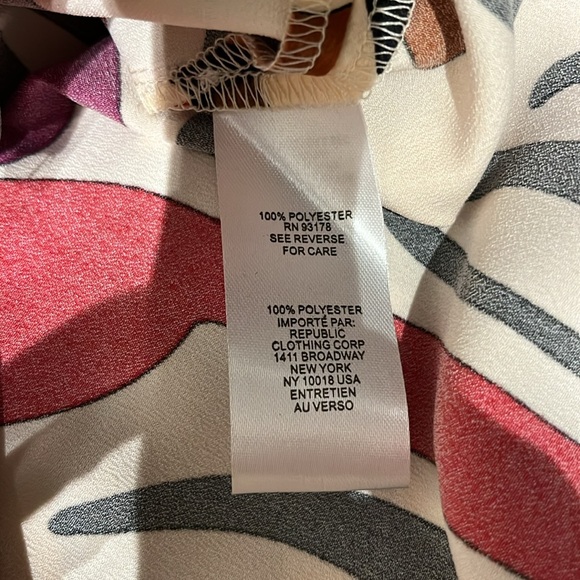 100% POLYESTER
RN 93178
SEE REVERSE
FOR CARE
100% POLYESTER
IMPORTÉ PAR:
REPUBLIC
CLOTHING CORP
1411 BROADWAY
NEW YORK
NY 10018 USA
ENTRETIEN
AU VERSO